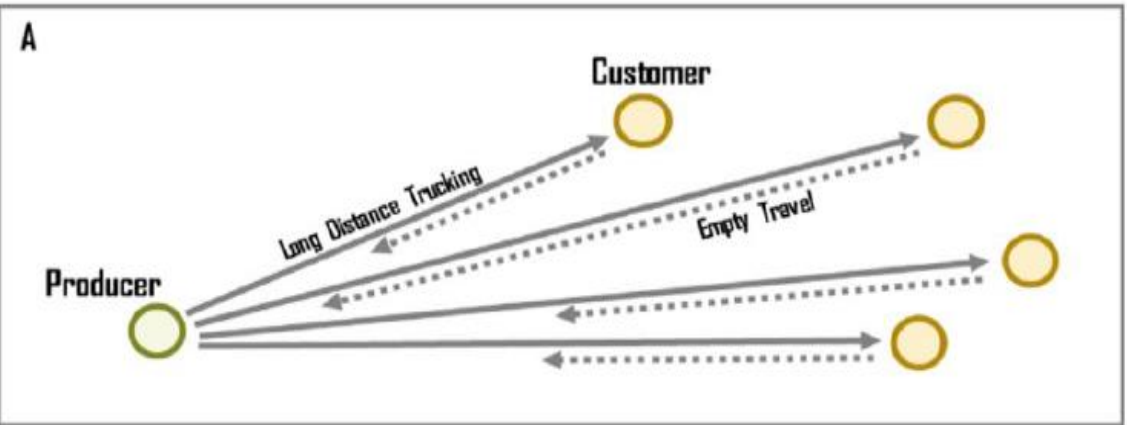 A
Customer
Long Distance Trucking
Empty Travel
Producer